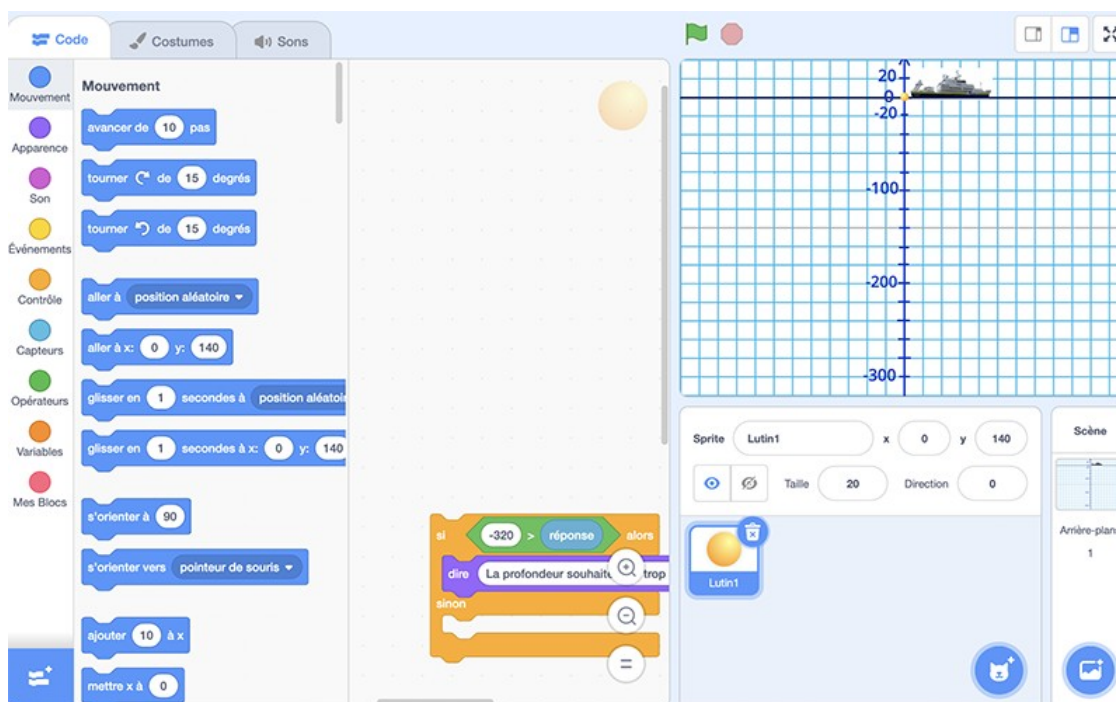 Code
Costumes
Sons
Mouvement
Apparence
Son
Événements
Contrôle
Capteurs
Opérateurs
Variables
Mes Blocs
Mouvement
avancer de 10 pas
tourner de 15 degrés
tourner de 15 degrés
aller à position aléatoire
aller à x: 0 y: 140
glisser en 1 secondes à position aléatoi
glisser en 1 secondes à x: 0 y: 140
s'orienter à 90
s'orienter vers pointeur de souris
ajouter 10 à x
mettre x à 0
si -320 > réponse alors
dire La profondeur souhaite trop
sinon
20
0
-20
-100
-200
-300
Sprite Lutin1 x 0 y 140
Taille 20 Direction 0
Lutin1
Scène
Arrière-plan
1